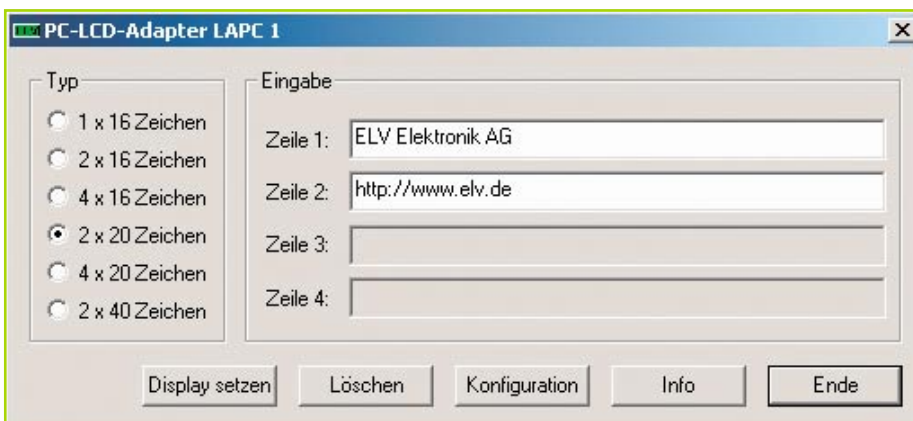 PC-LCD-Adapter LAPC 1
Typ
1 x 16 Zeichen
2 x 16 Zeichen
4 x 16 Zeichen
2 x 20 Zeichen
4 x 20 Zeichen
2 x 40 Zeichen
Eingabe
Zeile 1: ELV Elektronik AG
Zeile 2: http://www.elv.de
Zeile 3:
Zeile 4:
Display setzen Löschen Konfiguration Info Ende